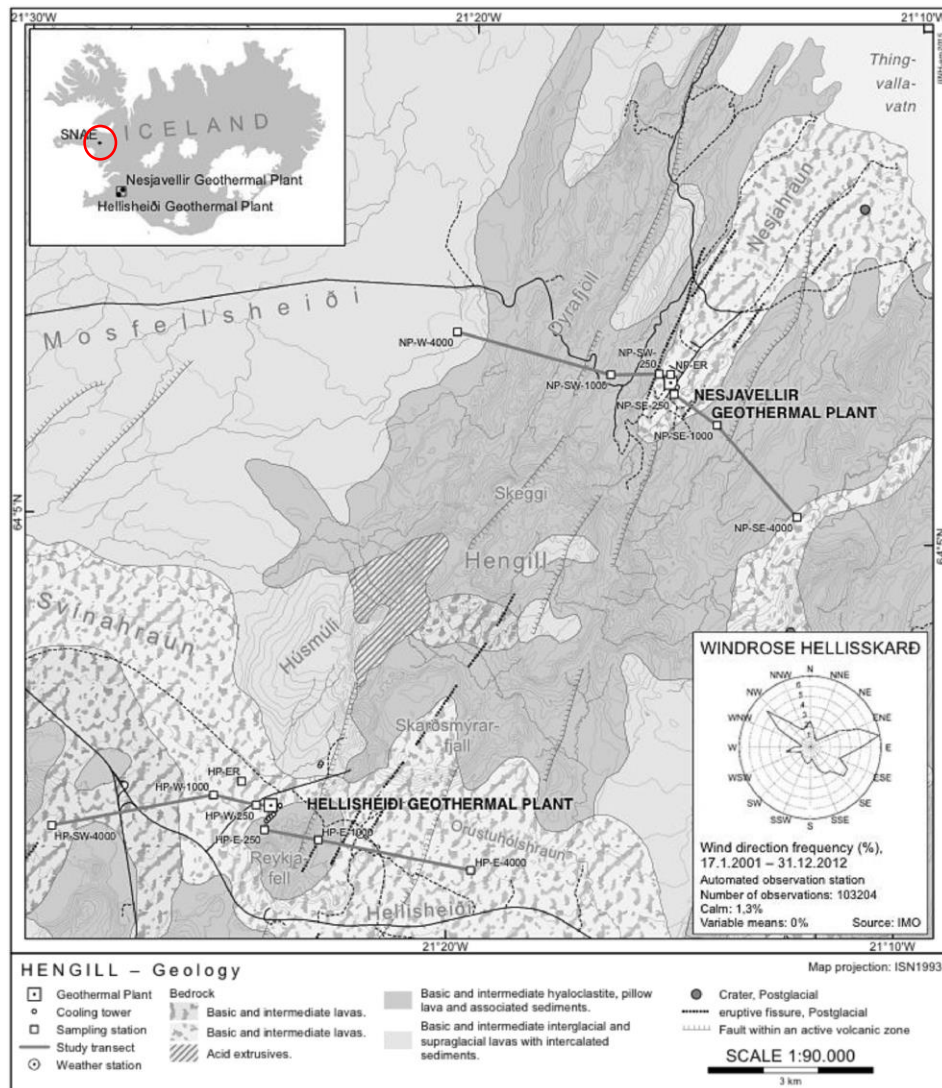 21°30'W
21°20'W
21°10'W
SNAE
ICELAND
Nesjavellir Geothermal Plant
Hellisheiði Geothermal Plant
Thing-
valla-
vatn
Nesjahraun
Mosfellsheiði
Dyrafjöll
NP-W-4000
NP-SW-
250
NP-ER
NP-SW-1000
NP-SE-250
NESJAVELLIR
GEOTHERMAL PLANT
NP-SE-1000
Skeggi
64°5'N
NP-SE-4000
64°5'N
Hengill
Svínahraun
Húsmúli
Skarðsmýrar-
fjall
HP-ER
HP-W-1000
HP-W-250
HELLISHEIÐI GEOTHERMAL PLANT
HP-SW-4000
HP-E-250
HP-E-1000
Orustuhólshraun
Reykja-
fell
HP-E-4000
Hellisheiði
21°20'W
21°10'W
WINDROSE HELLISSKARÐ
N
NNW
NNE
NW
NE
WNW
ENE
W
E
WSW
ESE
SW
SE
SSW
SSE
S
6
5
4
3
2
1
Wind direction frequency (%),
17.1.2001 – 31.12.2012
Automated observation station
Number of observations: 103204
Calm: 1,3%
Variable means: 0%
Source: IMO
HENGILL – Geology
Map projection: ISN1993
Geothermal Plant
Cooling tower
Sampling station
Study transect
Weather station
Bedrock
Basic and intermediate lavas.
Basic and intermediate lavas.
Acid extrusives.
Basic and intermediate hyaloclastite, pillow
lava and associated sediments.
Basic and intermediate interglacial and
supraglacial lavas with intercalated
sediments.
Crater, Postglacial
eruptive fissure, Postglacial
Fault within an active volcanic zone
SCALE 1:90.000
3 km